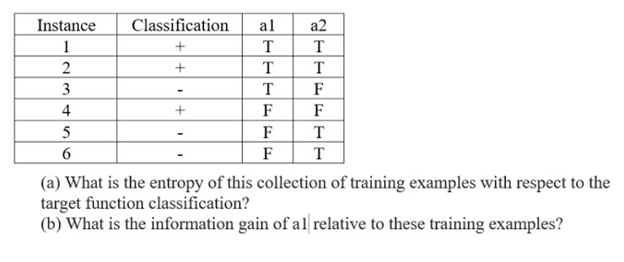 Instance Classification a1 a2
1 + T T
2 + T T
3 - T F
4 + F F
5 - F T
6 - F T
(a) What is the entropy of this collection of training examples with respect to the
target function classification?
(b) What is the information gain of a1 relative to these training examples?